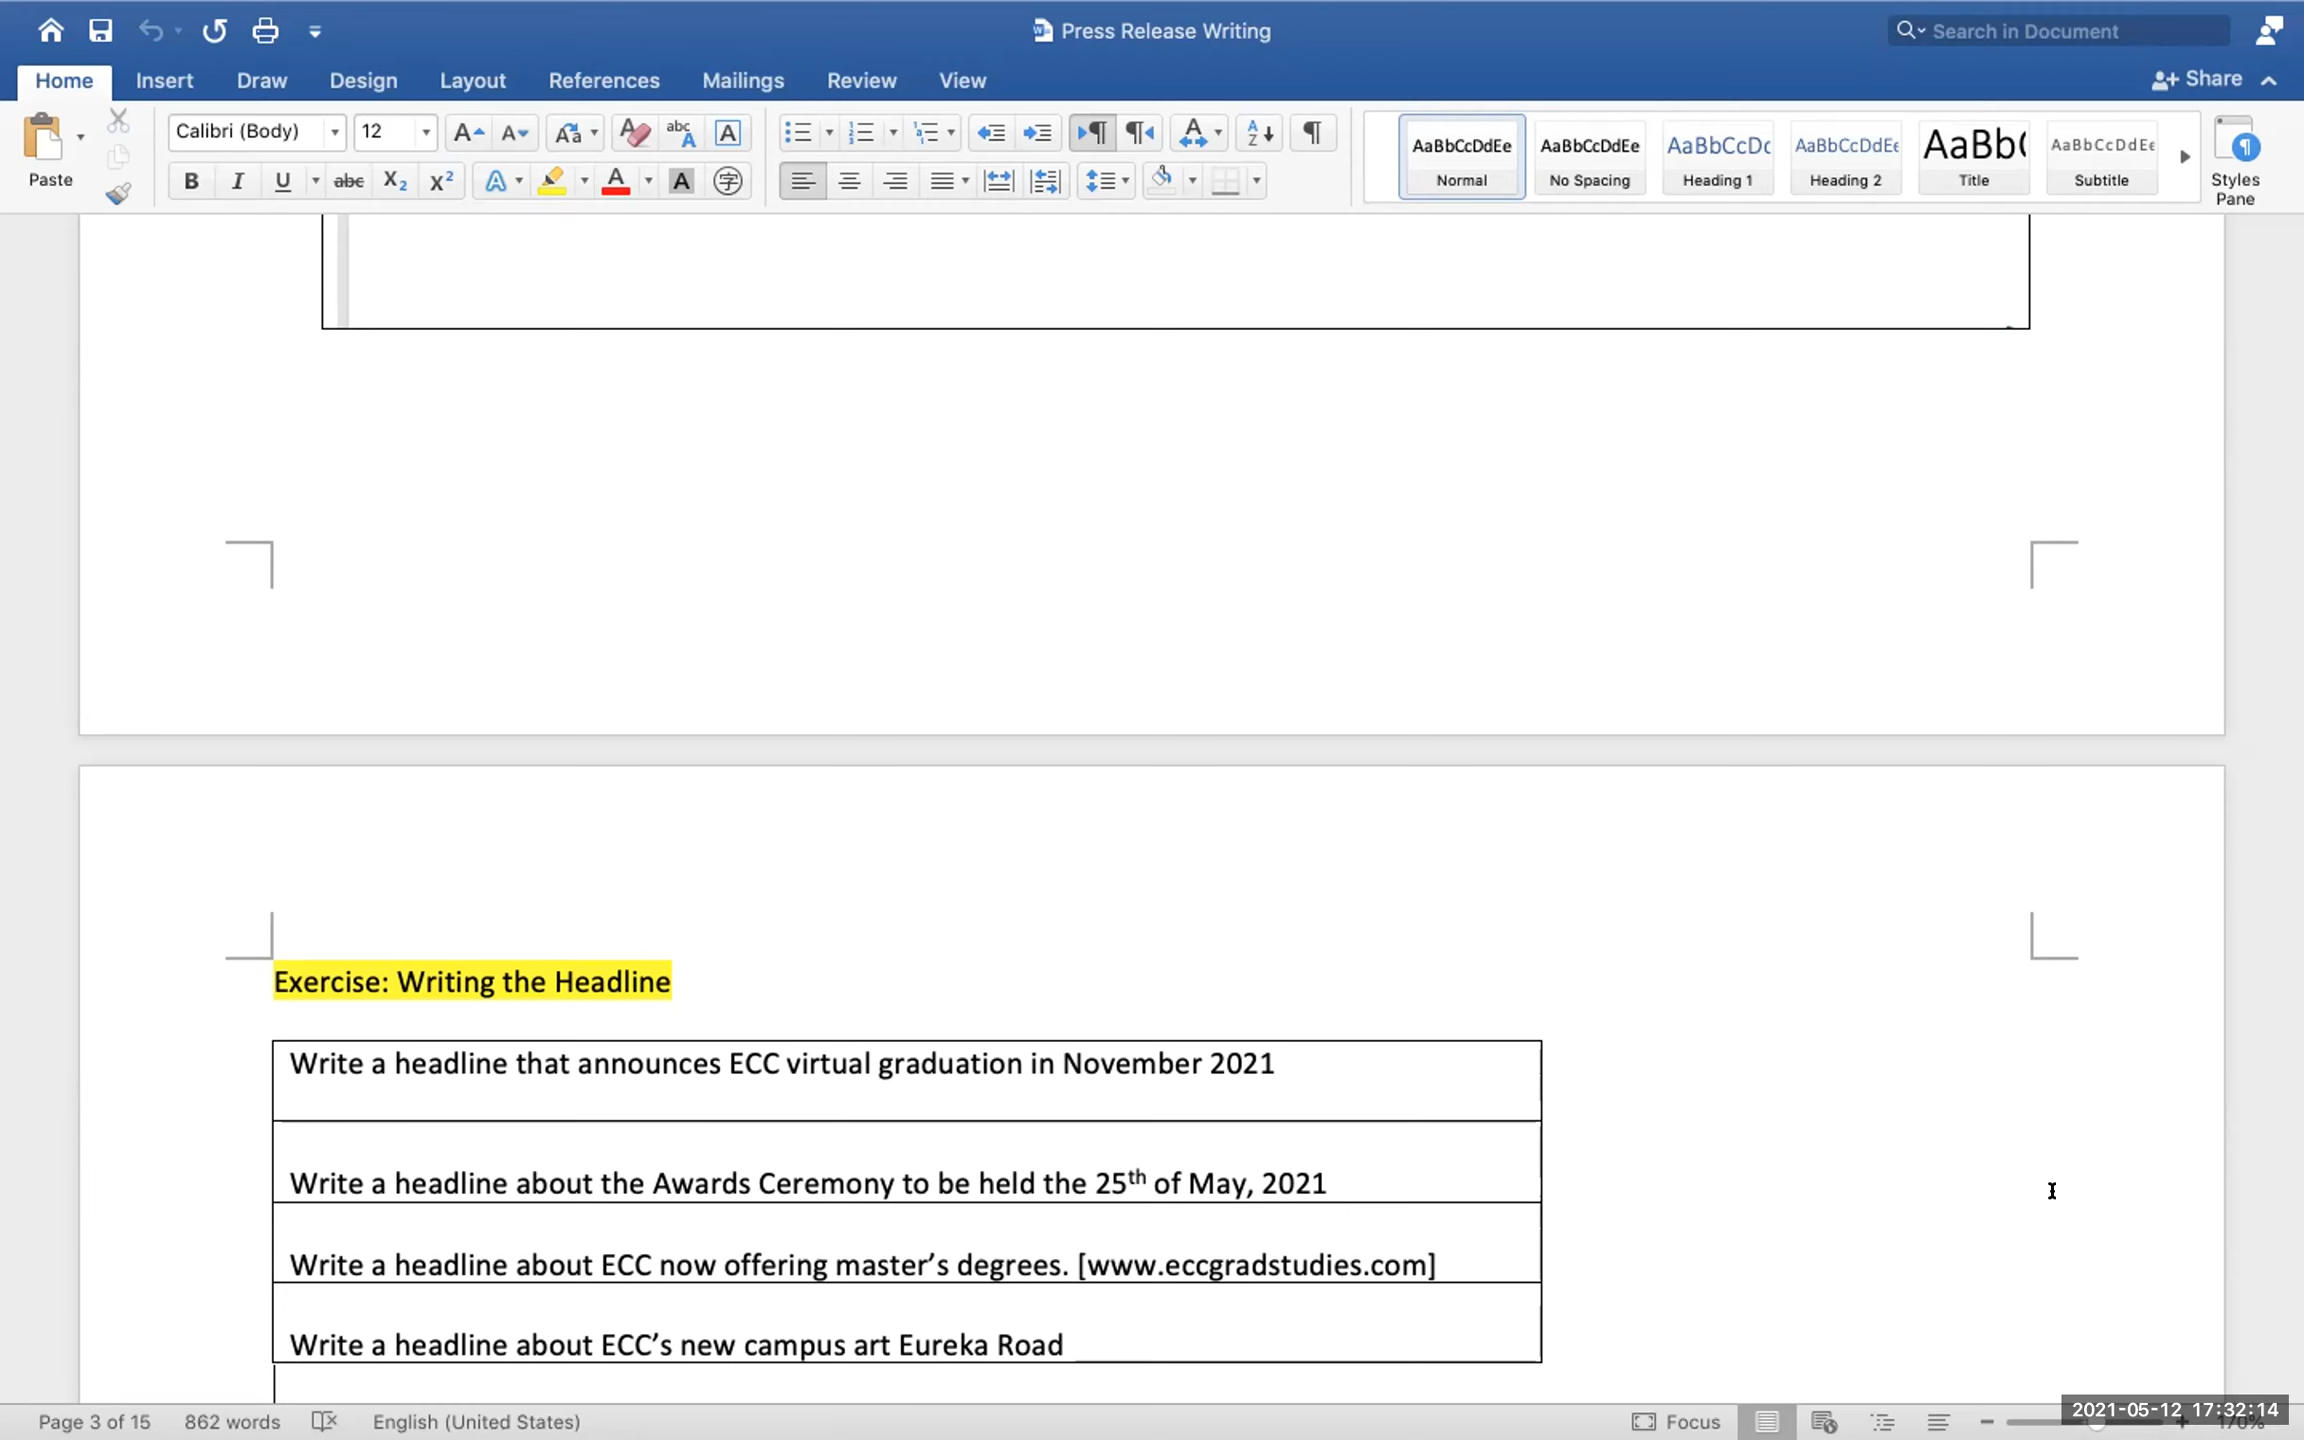 Press Release Writing
Search in Document
Home Insert Draw Design Layout References Mailings Review View
Share
Paste
Calibri (Body) 12
AaBbCcDdEe AaBbCcDdEe AaBbCcDc AaBbCcDdEe AaBb( AaBbCcDdEe
Normal No Spacing Heading 1 Heading 2 Title Subtitle
Styles
Pane
Exercise: Writing the Headline
Write a headline that announces ECC virtual graduation in November 2021
Write a headline about the Awards Ceremony to be held the 25th of May, 2021
Write a headline about ECC now offering master’s degrees. [www.eccgradstudies.com]
Write a headline about ECC’s new campus art Eureka Road
Page 3 of 15 862 words English (United States) Focus 170%
2021-05-12 17:32:14